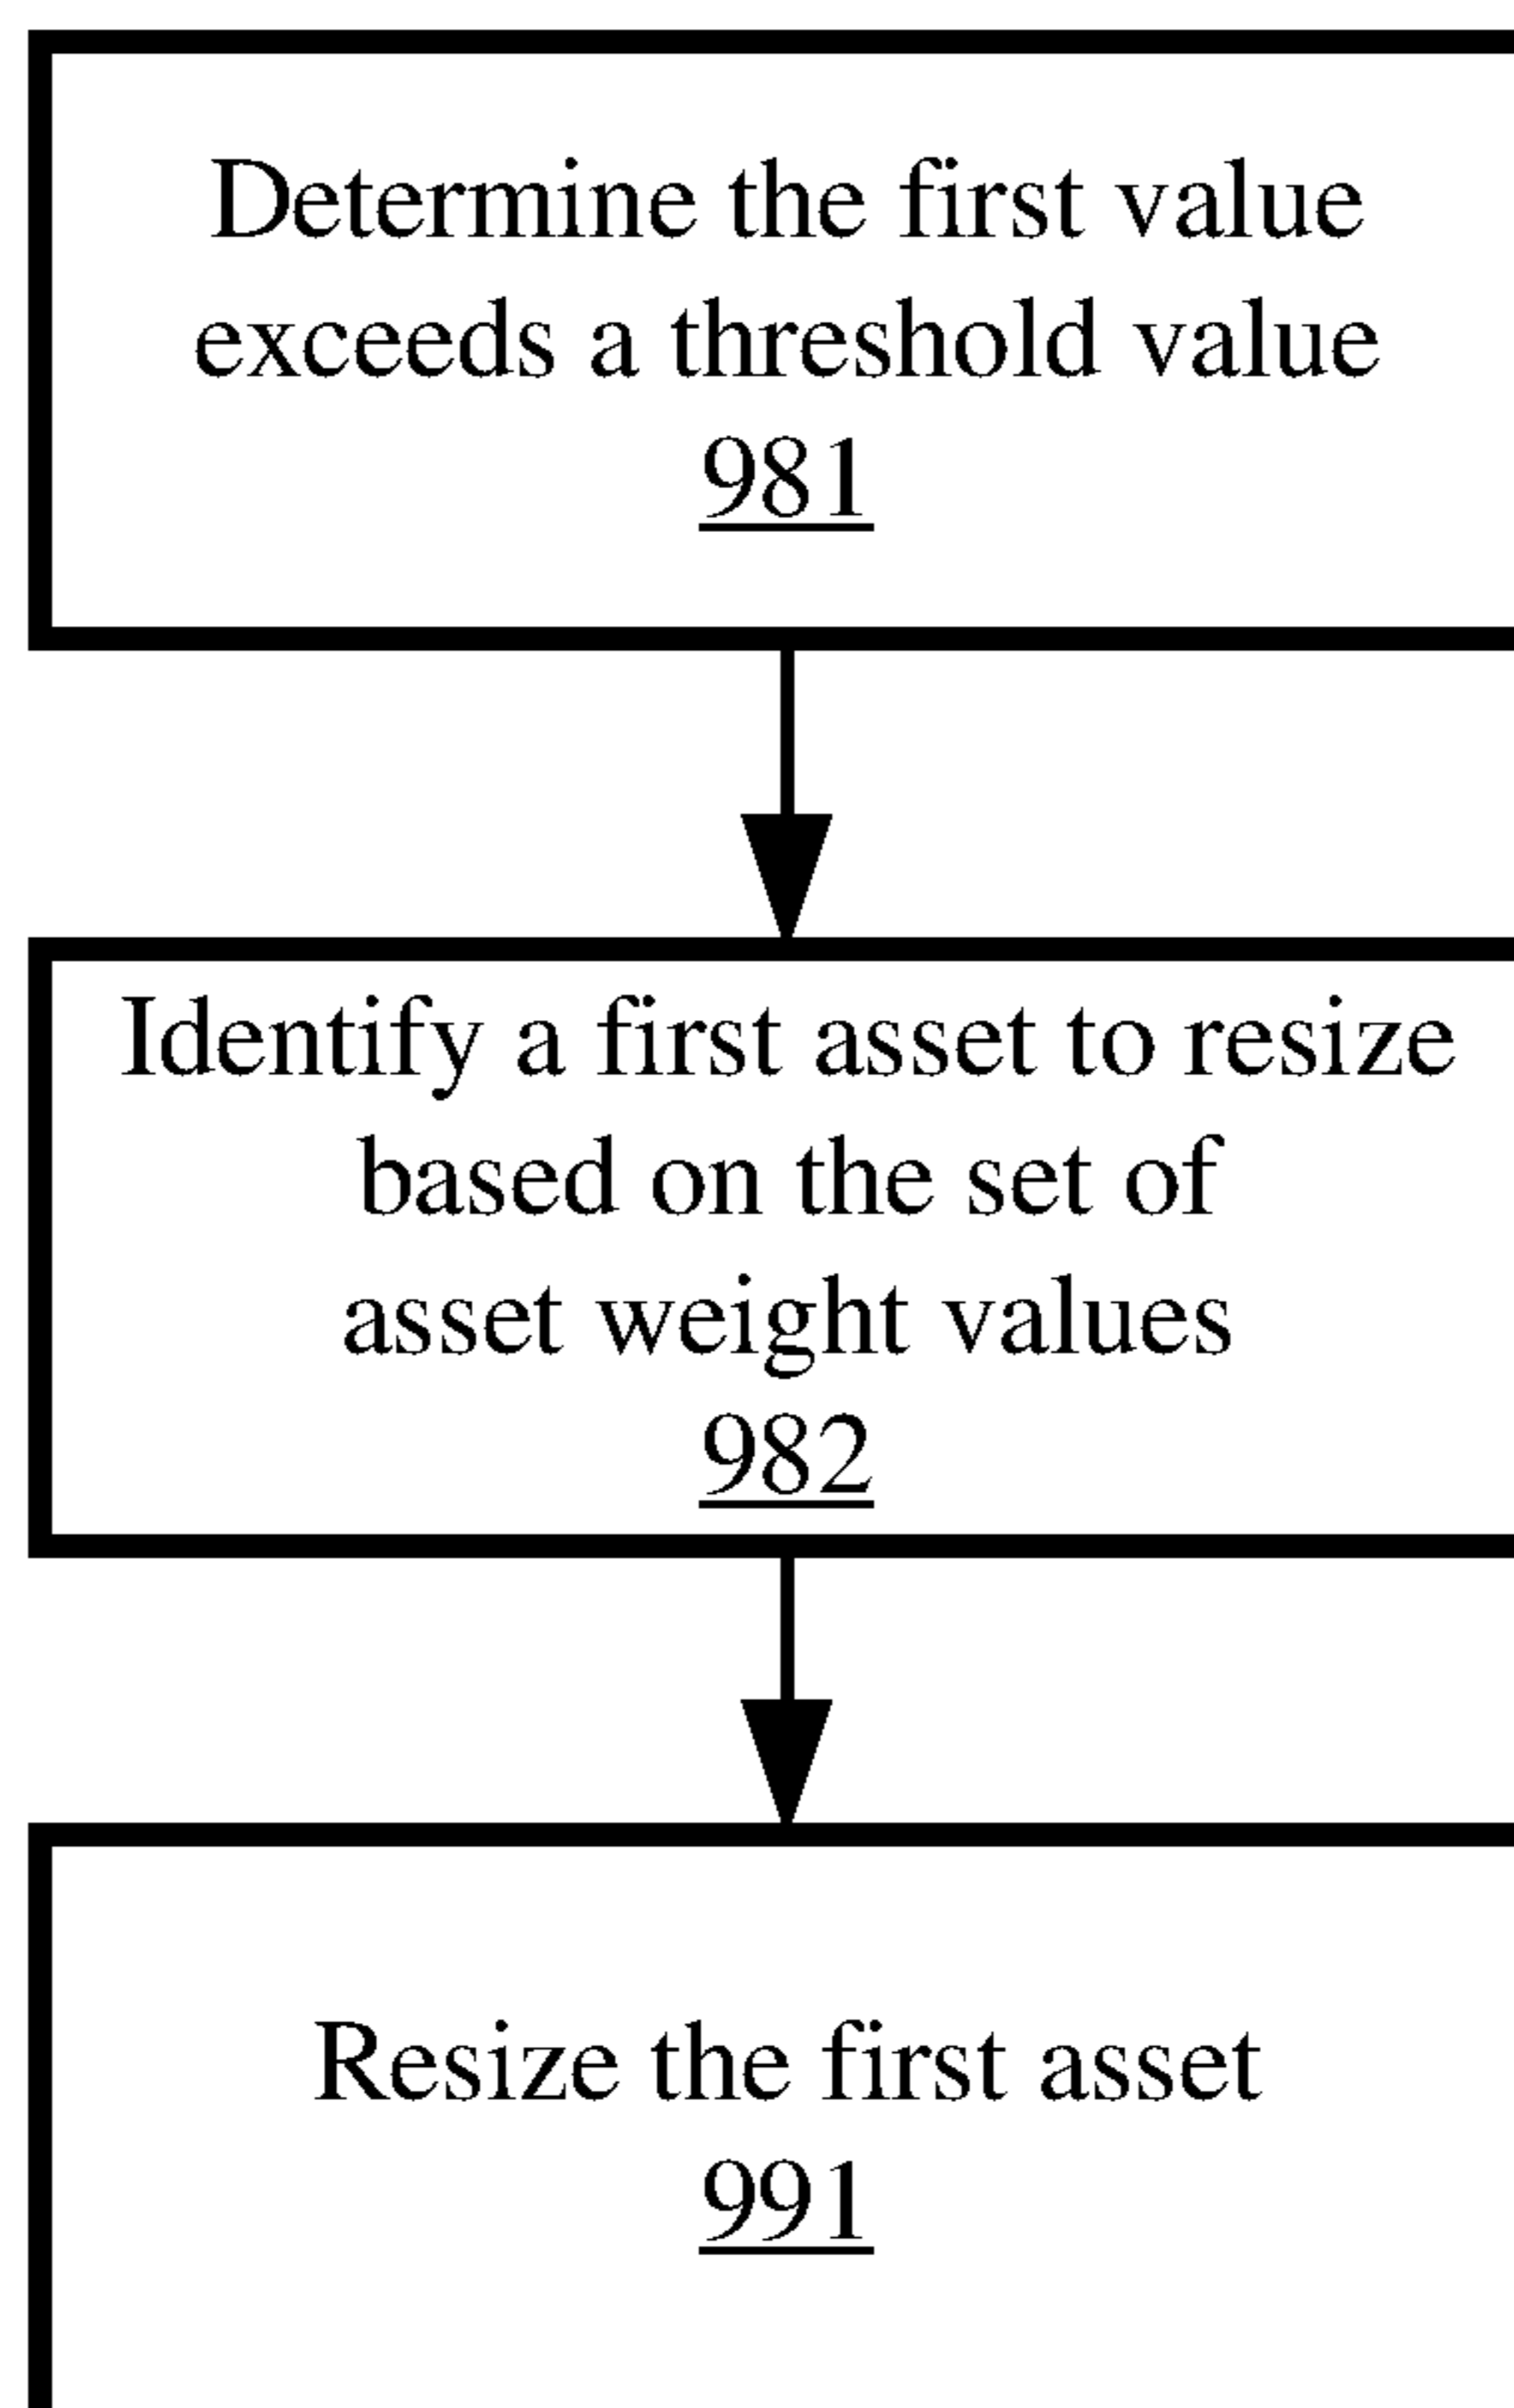 Determine the first value
exceeds a threshold value
981
Identify a first asset to resize
based on the set of
asset weight values
982
Resize the first asset
991